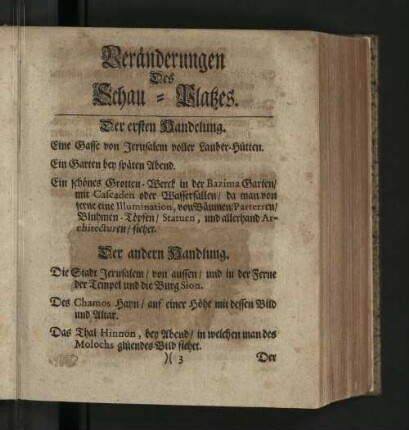 Veränderungen
Des
Schau-Platzes.
Der ersten Handelung.
Eine Gasse von Jerusalem voller Lauber-Hütten.
Ein Garten bey späten Abend.
Ein schönes Grotten-Werck in der Bazima Garten/
mit Cascaden oder Wasserfällen/ da man von
ferne eine Illumination, von Bäumen/Parterren/
Bluhmen-Töpfen/ Statuen, und allerhand Ar-
chitecturen/ siehet.
Der andern Handlung.
Die Stadt Jerusalem/ von aussen/ und in der Ferne
der Tempel und die Burg Sion.
Des Chamos Hayn/ auf einer Höhe mit dessen Bild
und Altar.
Das Thal Hinnon, bey Abend/ in welchen man des
Molochs glüendes Bild siehet.
)( 3 Der